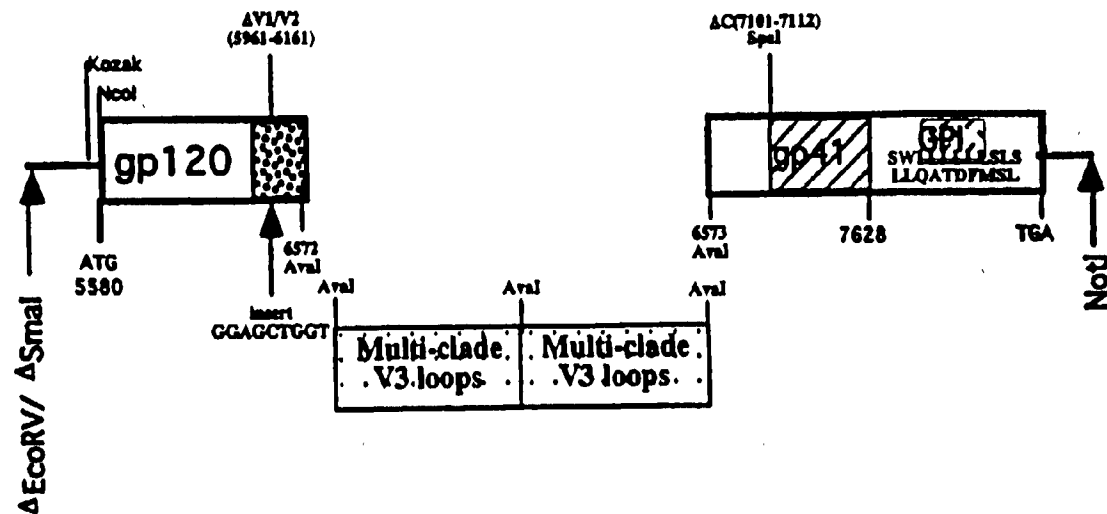 ΔV1/V2
(5961-6161)
ΔC(7101-7112)
SpeI
Kozak
NcoI
gp120
gp41
GPI
LLQATDFMSL
ATG
5580
6572
AvaI
6573
AvaI
7628
TGA
NotI
Insert
GGAGCTGGT
AvaI
AvaI
AvaI
Multi-clade
V3 loops
Multi-clade
V3 loops
ΔEcoRV/ ΔSmaI